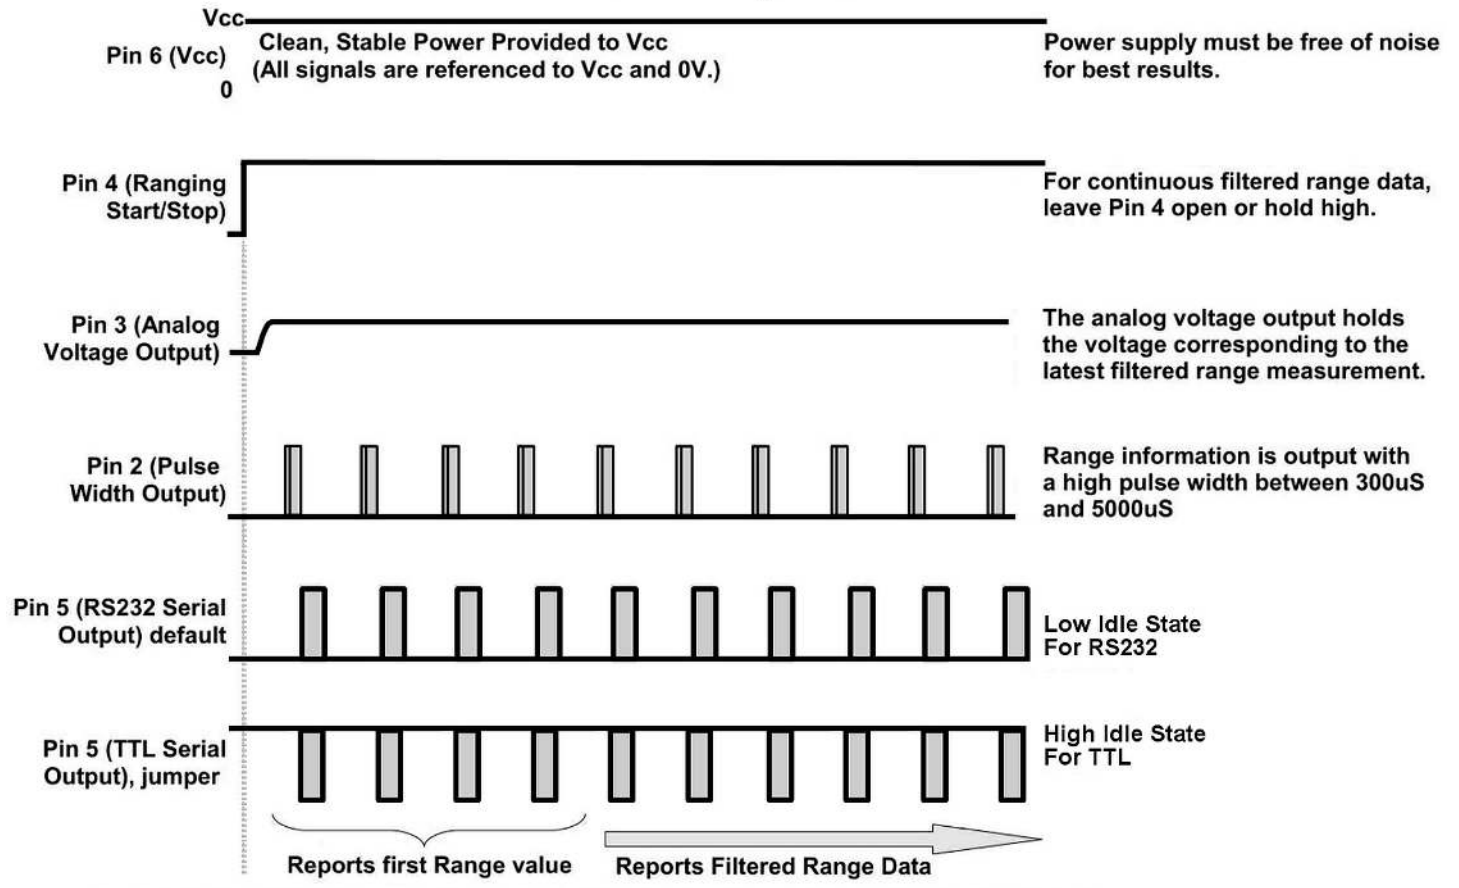 Vcc
Pin 6 (Vcc)
0
Clean, Stable Power Provided to Vcc
(All signals are referenced to Vcc and 0V.)
Power supply must be free of noise
for best results.
Pin 4 (Ranging
Start/Stop)
For continuous filtered range data,
leave Pin 4 open or hold high.
Pin 3 (Analog
Voltage Output)
The analog voltage output holds
the voltage corresponding to the
latest filtered range measurement.
Pin 2 (Pulse
Width Output)
Range information is output with
a high pulse width between 300uS
and 5000uS
Pin 5 (RS232 Serial
Output) default
Low Idle State
For RS232
Pin 5 (TTL Serial
Output), jumper
High Idle State
For TTL
Reports first Range value
Reports Filtered Range Data